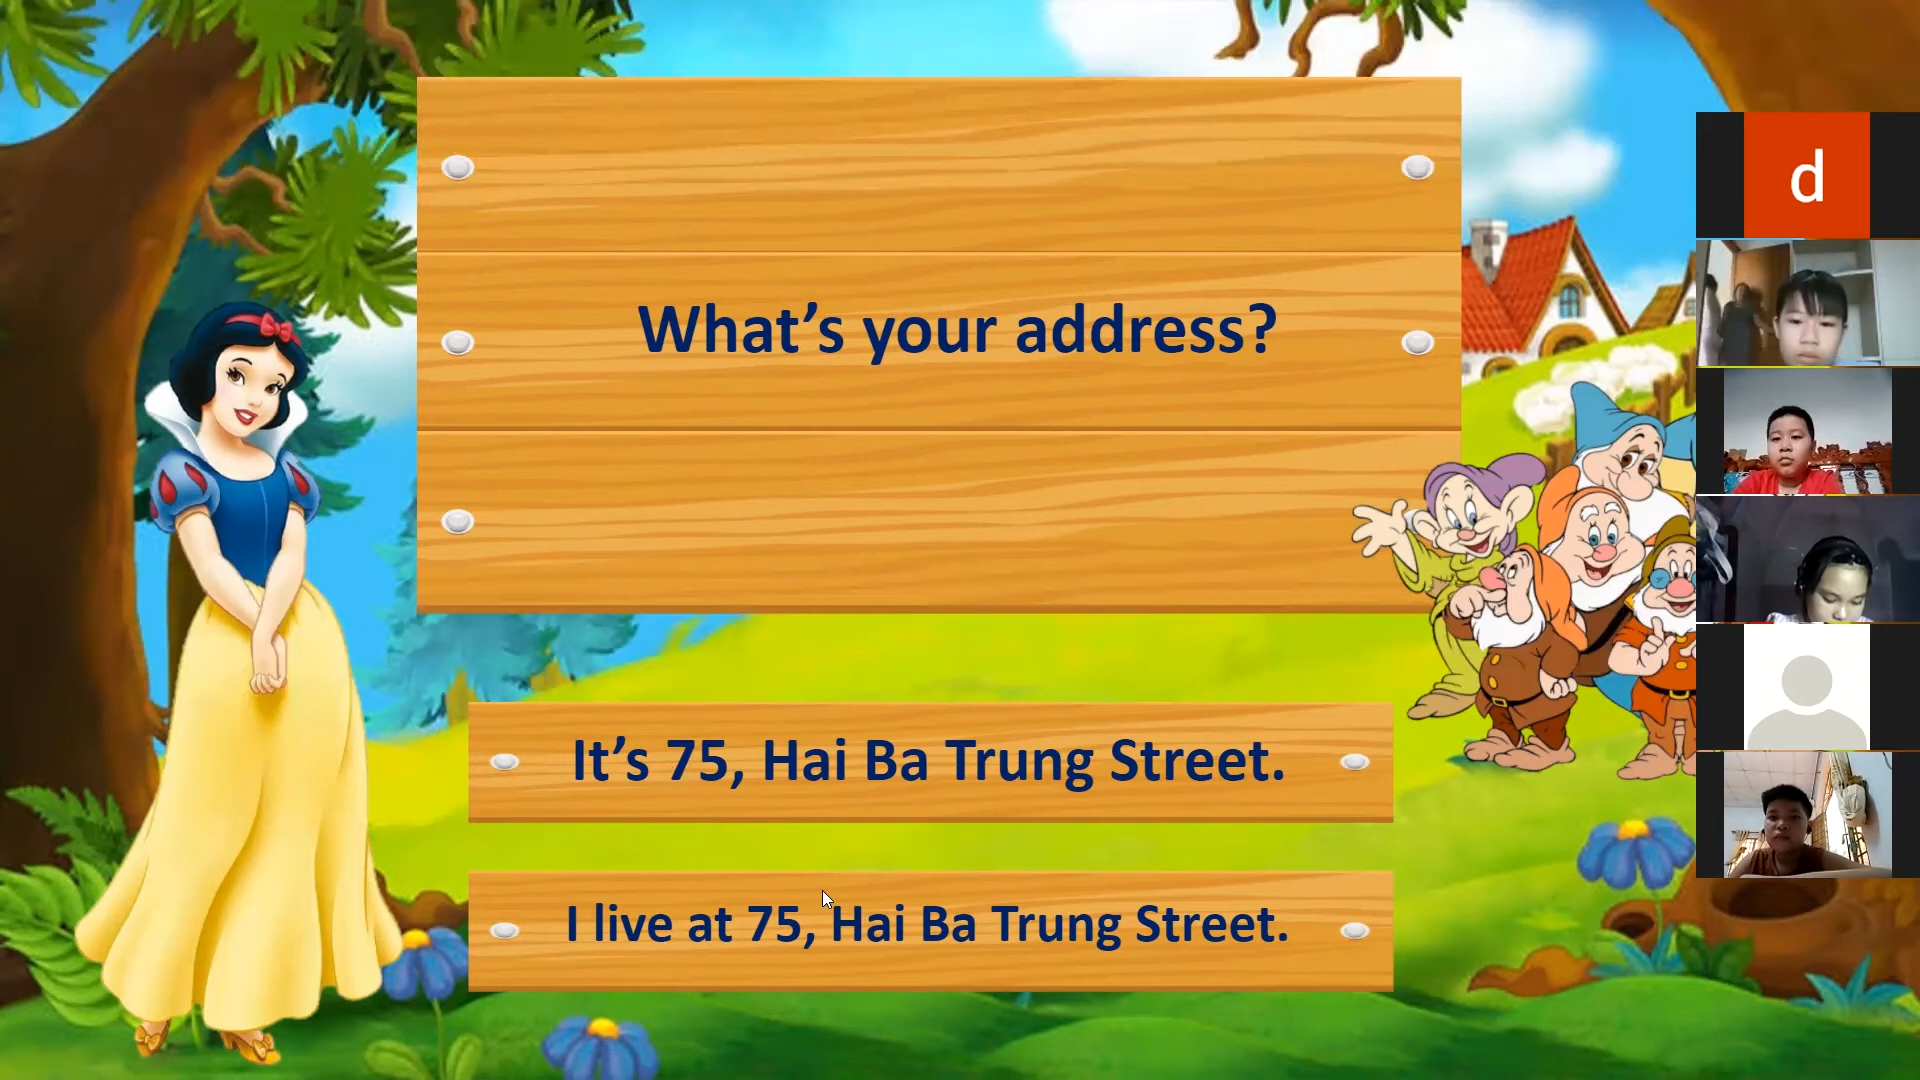 What’s your address?
It’s 75, Hai Ba Trung Street.
I live at 75, Hai Ba Trung Street.
d